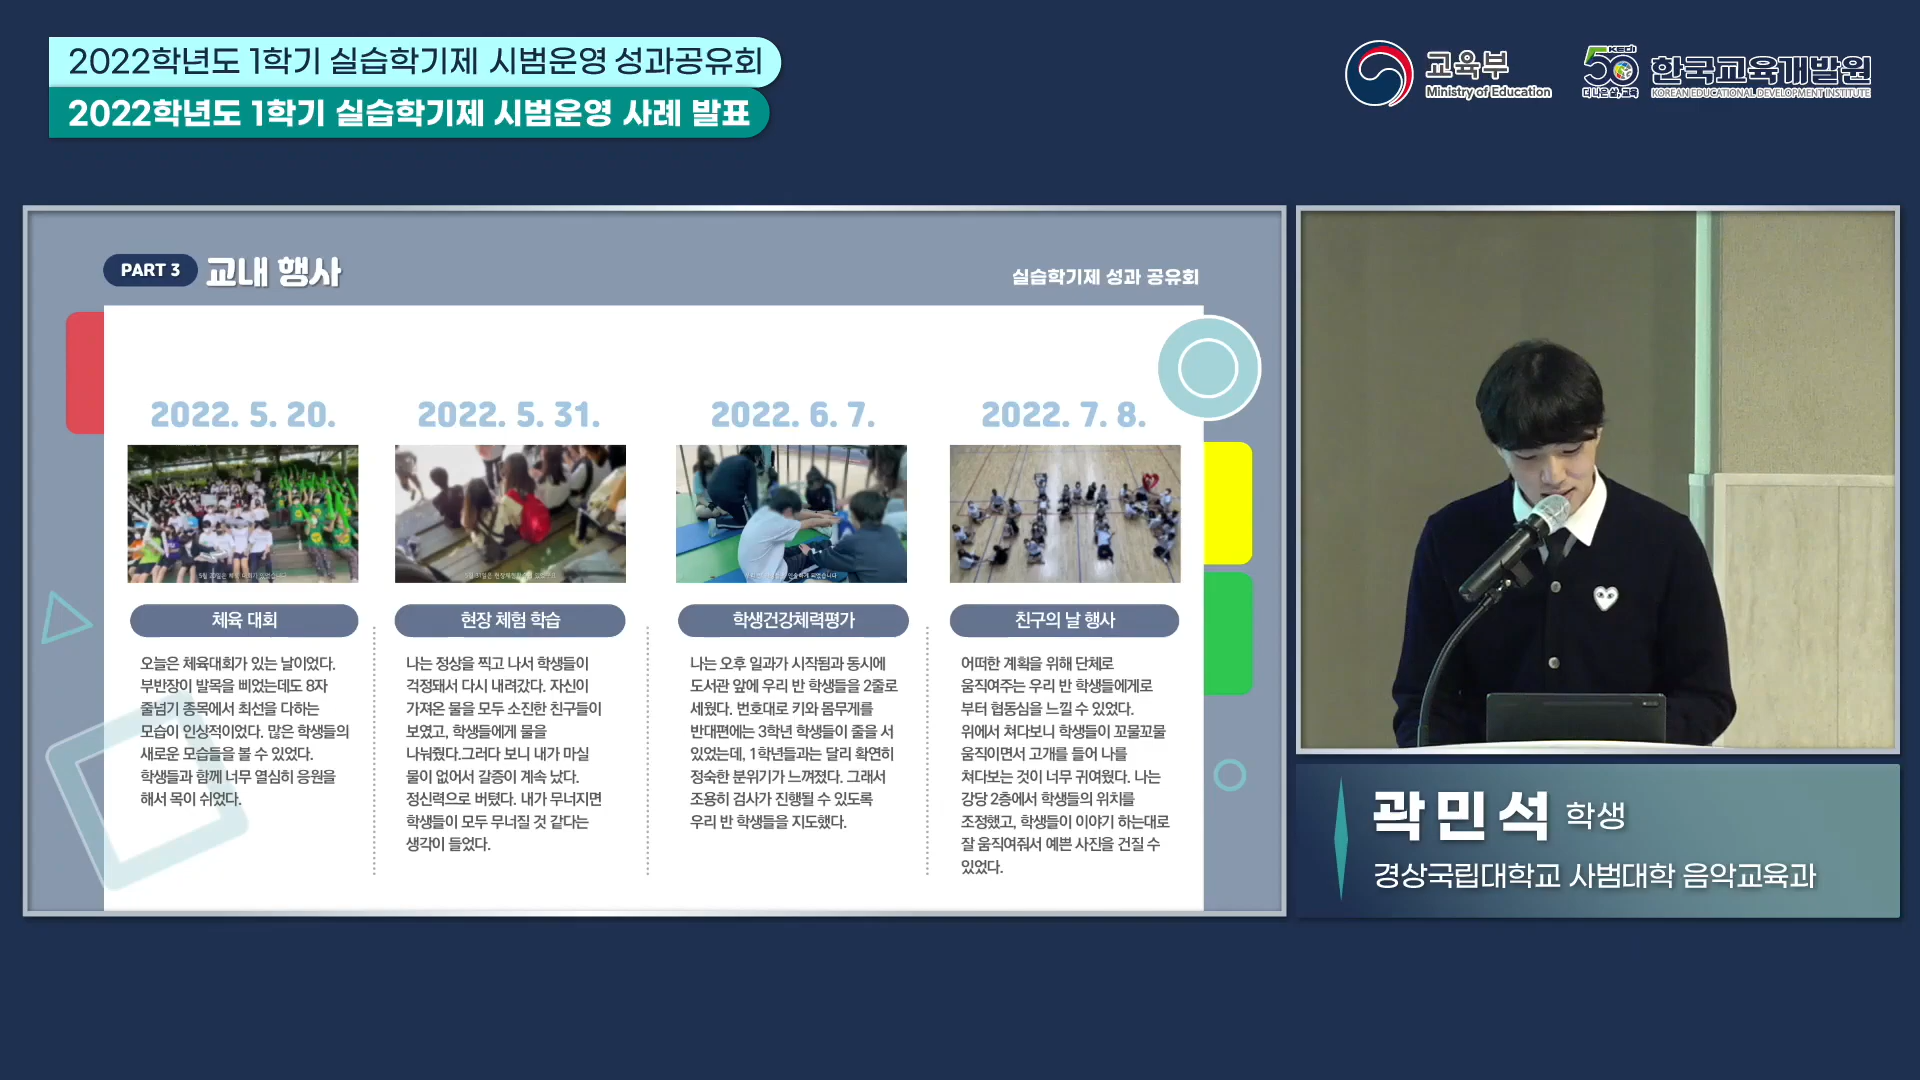 2022학년도 1학기 실습학기제 시범운영 성과공유회
2022학년도 1학기 실습학기제 시범운영 사례 발표
교육부
Ministry of Education
KEDI
50
더 나은 삶, 교육
한국교육개발원
KOREAN EDUCATIONAL DEVELOPMENT INSTITUTE
PART 3 교내 행사
실습학기제 성과 공유회
2022. 5. 20.
체육 대회
오늘은 체육대회가 있는 날이었다.
부반장이 발목을 삐었는데도 8자
줄넘기 종목에서 최선을 다하는
모습이 인상적이었다. 많은 학생들의
새로운 모습들을 볼 수 있었다.
학생들과 함께 너무 열심히 응원을
해서 목이 쉬었다.
2022. 5. 31.
현장 체험 학습
나는 정상을 찍고 나서 학생들이
걱정돼서 다시 내려갔다. 자신이
가져온 물을 모두 소진한 친구들이
보였고, 학생들에게 물을
나눠줬다.그러다 보니 내가 마실
물이 없어서 갈증이 계속 났다.
정신력으로 버텼다. 내가 무너지면
학생들이 모두 무너질 것 같다는
생각이 들었다.
2022. 6. 7.
학생건강체력평가
나는 오후 일과가 시작됨과 동시에
도서관 앞에 우리 반 학생들을 2줄로
세웠다. 번호대로 키와 몸무게를
반대편에는 3학년 학생들이 줄을 서
있었는데, 1학년들과는 달리 확연히
정숙한 분위기가 느껴졌다. 그래서
조용히 검사가 진행될 수 있도록
우리 반 학생들을 지도했다.
2022. 7. 8.
친구의 날 행사
어떠한 계획을 위해 단체로
움직여주는 우리 반 학생들에게로
부터 협동심을 느낄 수 있었다.
위에서 쳐다보니 학생들이 꼬물꼬물
움직이면서 고개를 들어 나를
쳐다보는 것이 너무 귀여웠다. 나는
강당 2층에서 학생들의 위치를
조정했고, 학생들이 이야기 하는대로
잘 움직여줘서 예쁜 사진을 건질 수
있었다.
곽민석 학생
경상국립대학교 사범대학 음악교육과